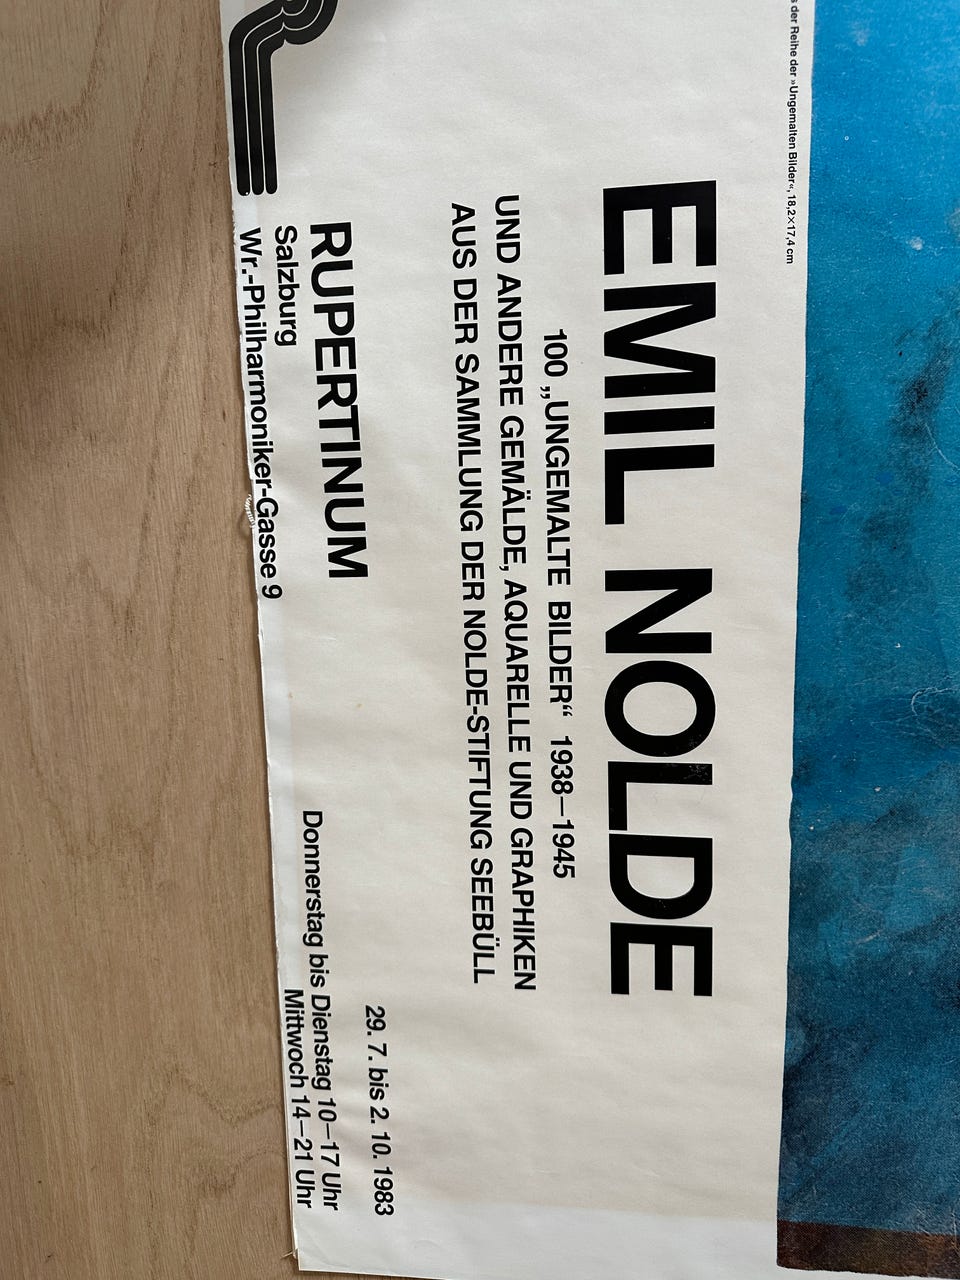 der Reihe der »Ungemalten Bilder«, 18,2×17,4 cm
EMIL NOLDE
100 „UNGEMALTE BILDER“ 1938—1945
UND ANDERE GEMÄLDE, AQUARELLE UND GRAPHIKEN
AUS DER SAMMLUNG DER NOLDE-STIFTUNG SEEBÜLL
RUPERTINUM
Salzburg
Wr.-Philharmoniker-Gasse 9
29. 7. bis 2. 10. 1983
Donnerstag bis Dienstag 10—17 Uhr
Mittwoch 14—21 Uhr